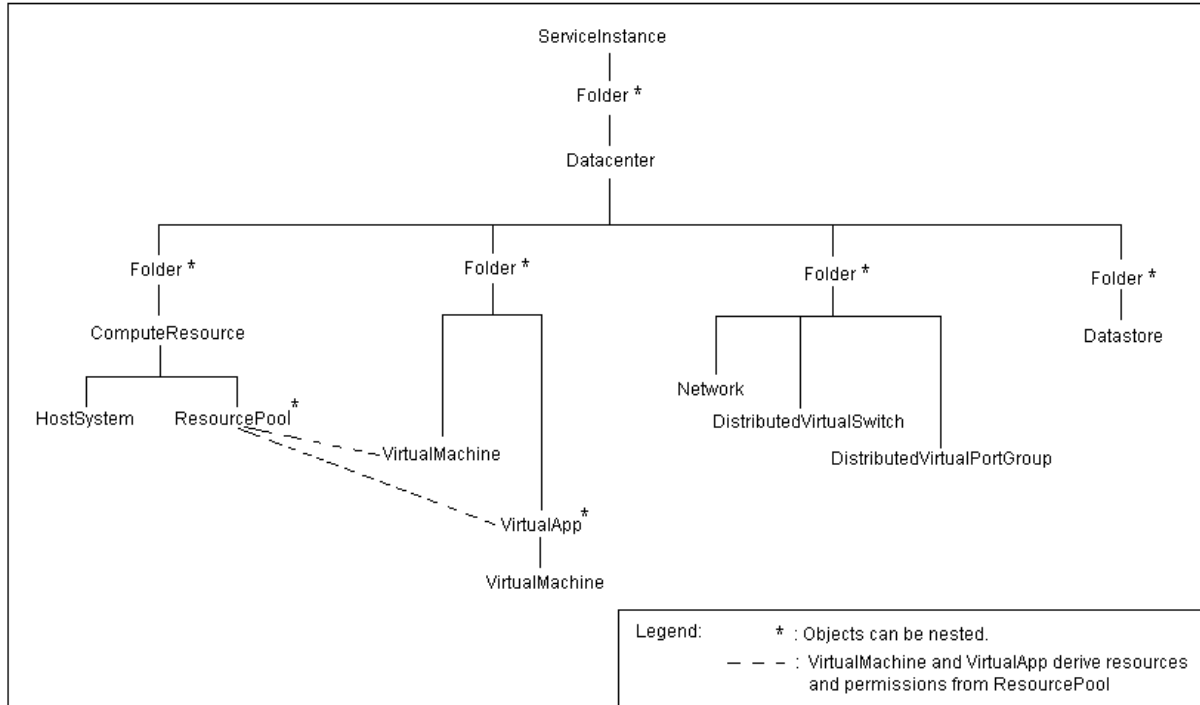 ServiceInstance
Folder *
Datacenter
Folder *
Folder *
Folder *
Folder *
ComputeResource
Datastore
HostSystem
ResourcePool*
Network
DistributedVirtualSwitch
VirtualMachine
DistributedVirtualPortGroup
VirtualApp*
VirtualMachine
Legend:
* : Objects can be nested.
— — — : VirtualMachine and VirtualApp derive resources
and permissions from ResourcePool